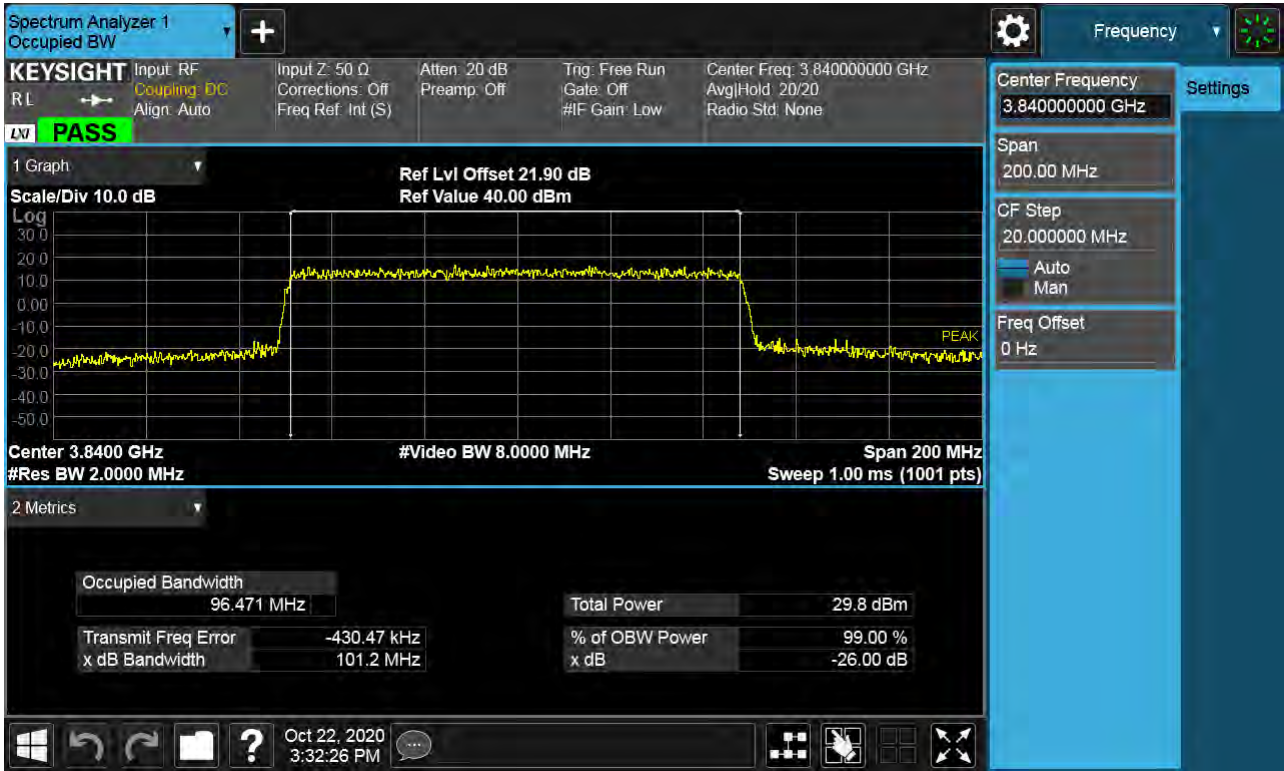 Spectrum Analyzer 1
Occupied BW
Frequency
KEYSIGHT
RL
LXI
PASS
Input: RF
Coupling: DC
Align: Auto
Input Z: 50 Ω
Corrections: Off
Freq Ref: Int (S)
Atten: 20 dB
Preamp: Off
Trig: Free Run
Gate: Off
#IF Gain: Low
Center Freq: 3.840000000 GHz
Avg|Hold: 20/20
Radio Std: None
Center Frequency
3.840000000 GHz
Settings
Span
200.00 MHz
CF Step
20.000000 MHz
Auto
Man
Freq Offset
0 Hz
1 Graph
Scale/Div 10.0 dB
Ref Lvl Offset 21.90 dB
Ref Value 40.00 dBm
Log
30.0
20.0
10.0
0.00
-10.0
-20.0
-30.0
-40.0
-50.0
PEAK
Center 3.8400 GHz
#Video BW 8.0000 MHz
Span 200 MHz
#Res BW 2.0000 MHz
Sweep 1.00 ms (1001 pts)
2 Metrics
Occupied Bandwidth
96.471 MHz
Total Power 29.8 dBm
Transmit Freq Error -430.47 kHz
% of OBW Power 99.00 %
x dB Bandwidth 101.2 MHz
x dB -26.00 dB
?
Oct 22, 2020
3:32:26 PM